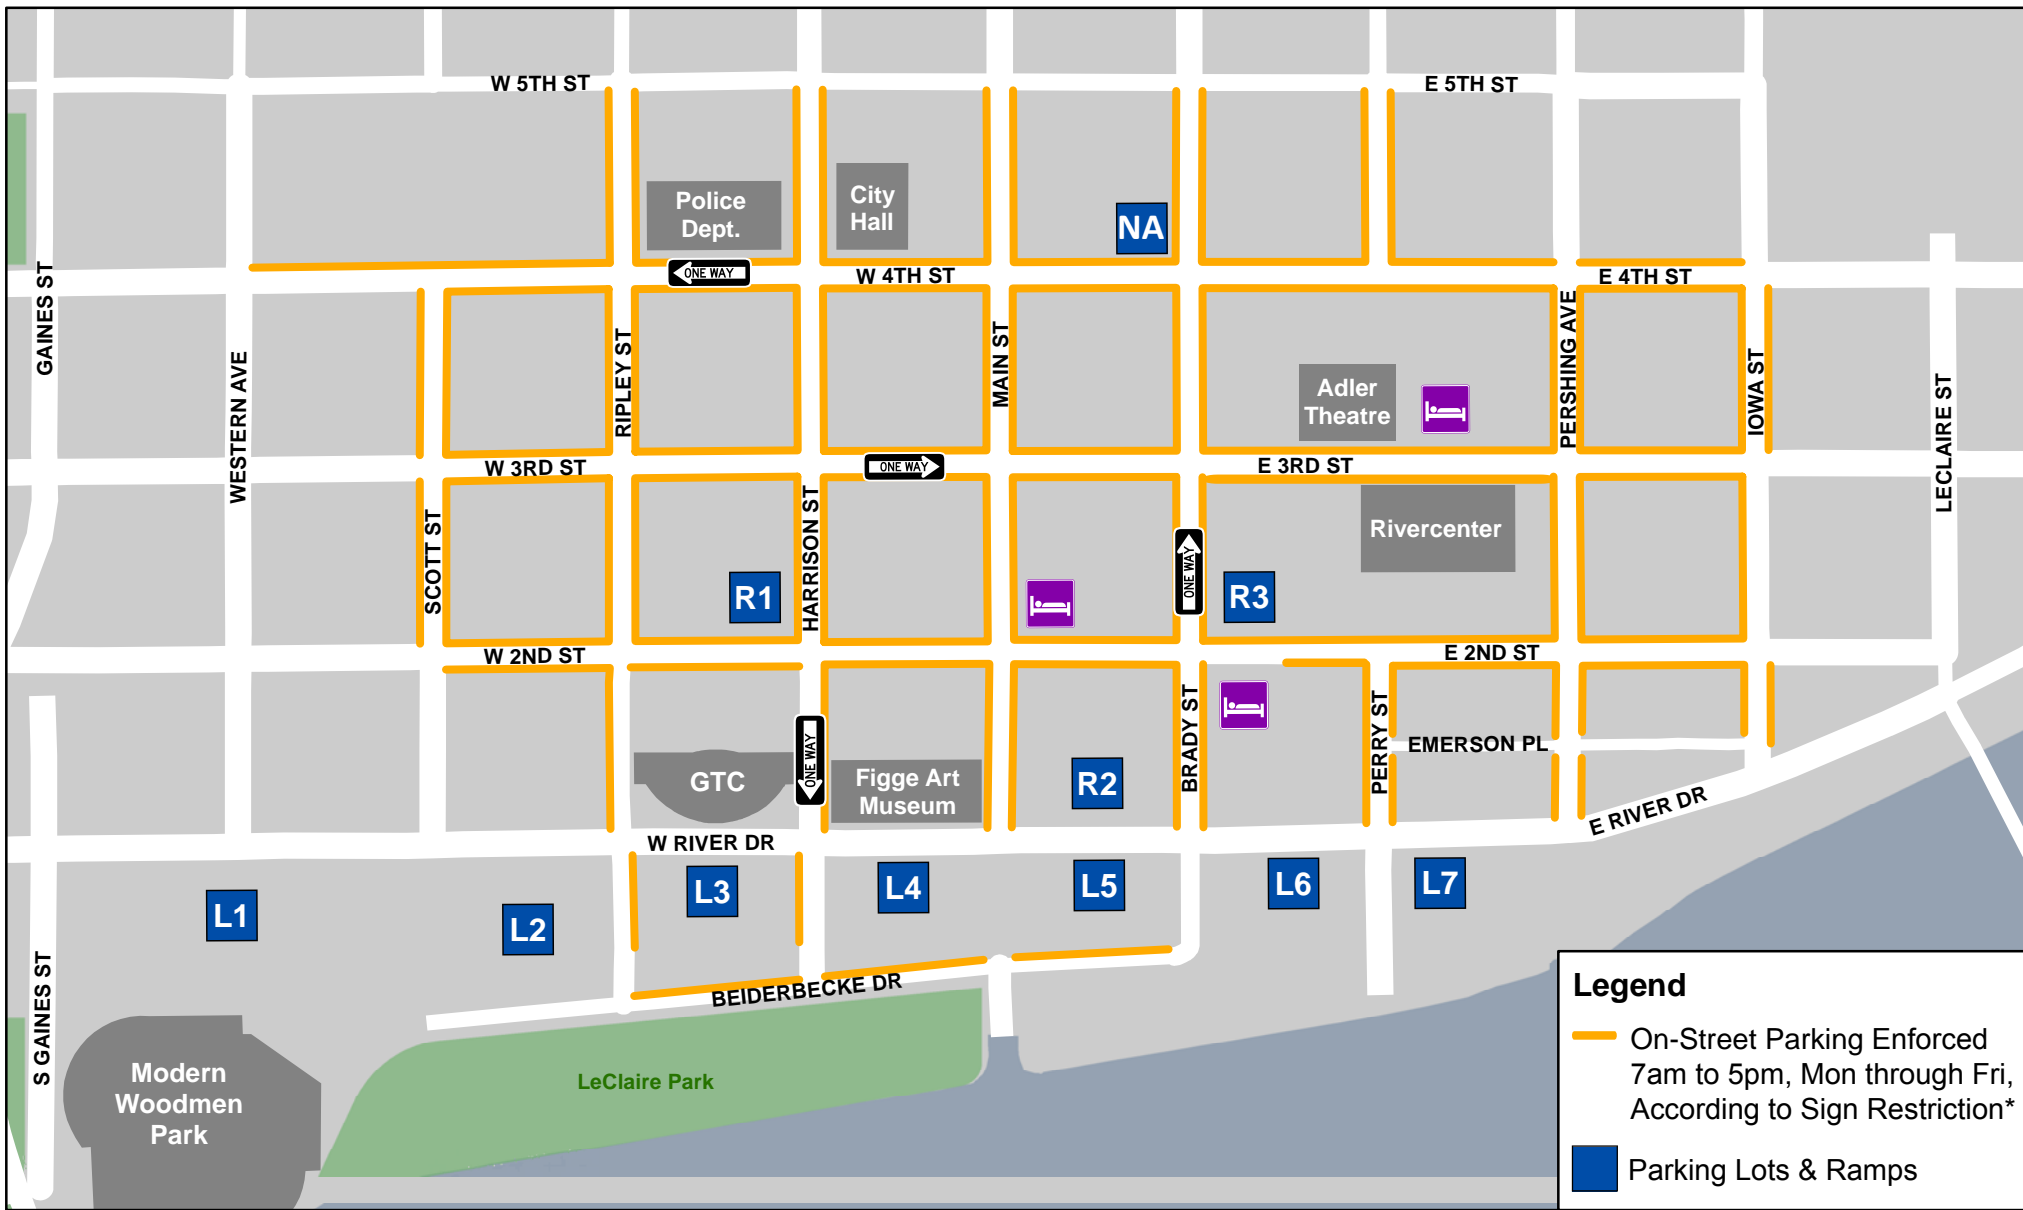 W 5TH ST
E 5TH ST
Police
Dept.
City
Hall
NA
ONE WAY
W 4TH ST
E 4TH ST
GAINES ST
WESTERN AVE
RIPLEY ST
MAIN ST
PERSHING AVE
IOWA ST
LECLAIRE ST
Adler
Theatre
W 3RD ST
ONE WAY
E 3RD ST
SCOTT ST
HARRISON ST
Rivercenter
ONE WAY
R1
R3
W 2ND ST
E 2ND ST
BRADY ST
PERRY ST
EMERSON PL
ONE WAY
GTC
Figge Art
Museum
R2
W RIVER DR
E RIVER DR
L1
L2
L3
L4
L5
L6
L7
S GAINES ST
BEIDERBECKE DR
LeClaire Park
Modern
Woodmen
Park
Legend
On-Street Parking Enforced
7am to 5pm, Mon through Fri,
According to Sign Restriction*
Parking Lots & Ramps